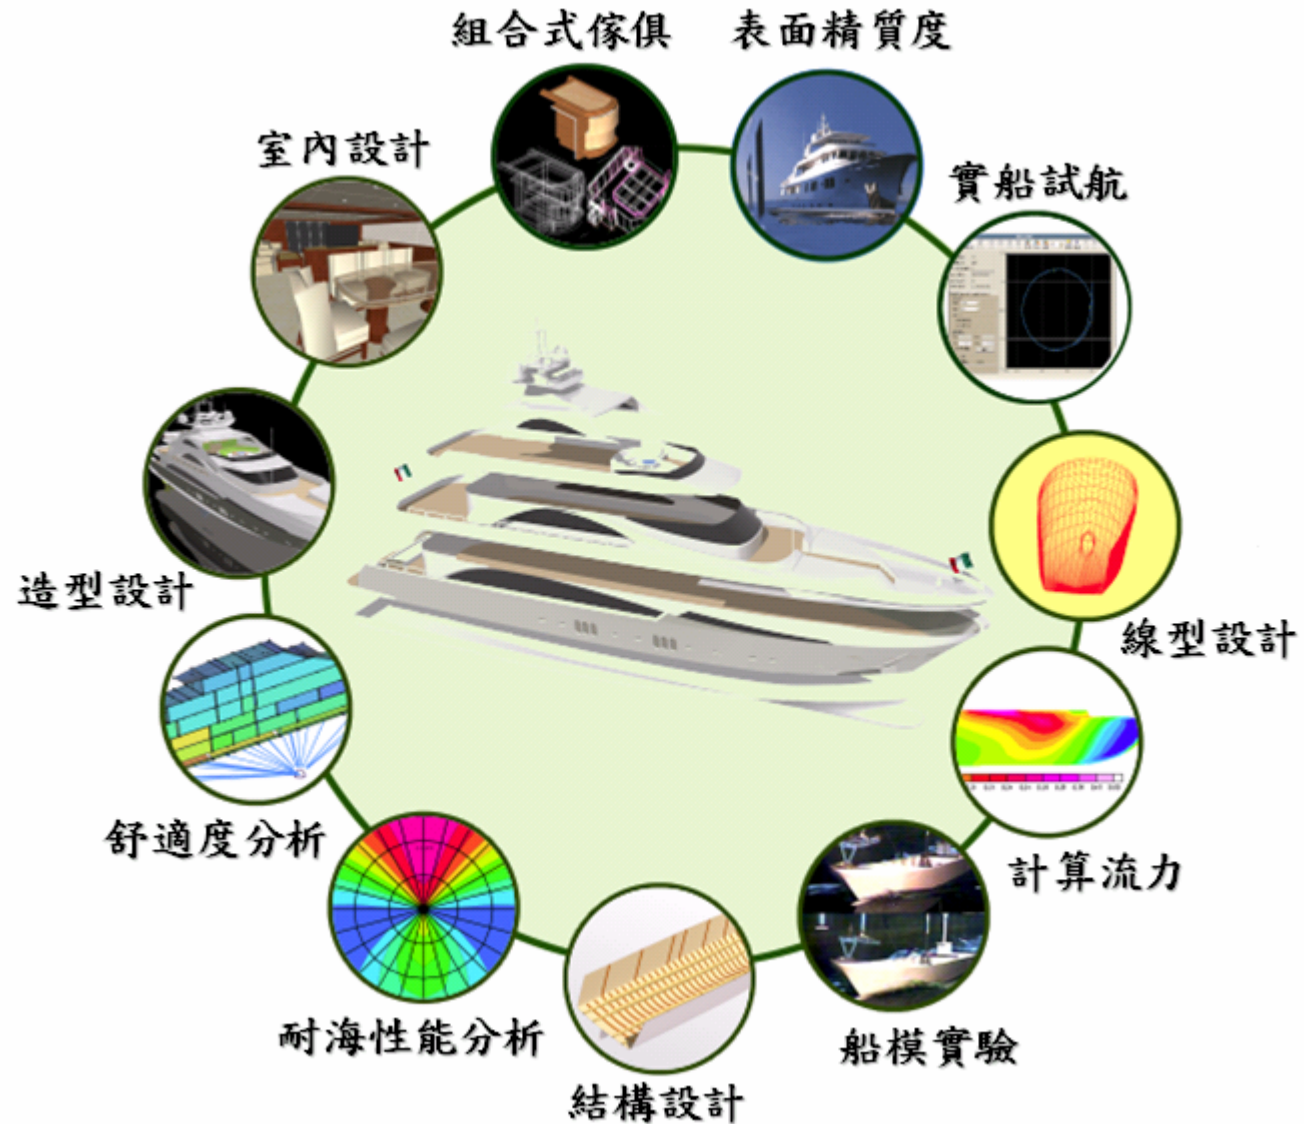 組合式傢俱
表面精質度
室內設計
實船試航
造型設計
線型設計
舒適度分析
計算流力
耐海性能分析
船模實驗
結構設計